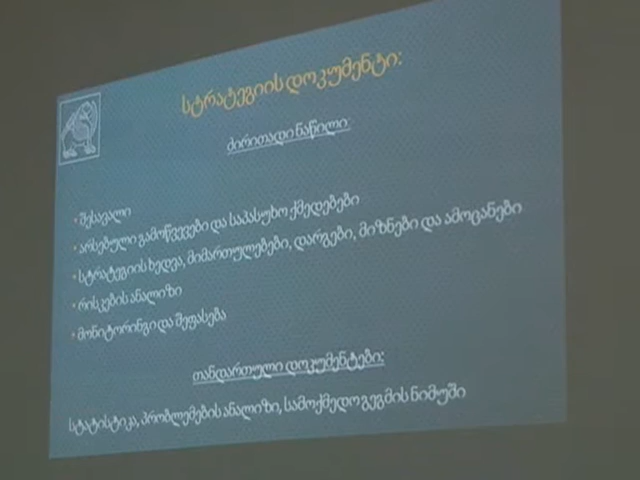 სტრატეგიის დოკუმენტი:
ძირითადი ნაწილი
• შესავალი
• არსებული გამოწვევები და საპასუხო ქმედებები
• სტრატეგიის ხედვა, მიმართულებები, დარგები, მიზნები და ამოცანები
• რისკების ანალიზი
• მონიტორინგი და შეფასება
თანდართული დოკუმენტები:
სტატისტიკა, პრობლემების ანალიზი, სამოქმედო გეგმის ნიმუში